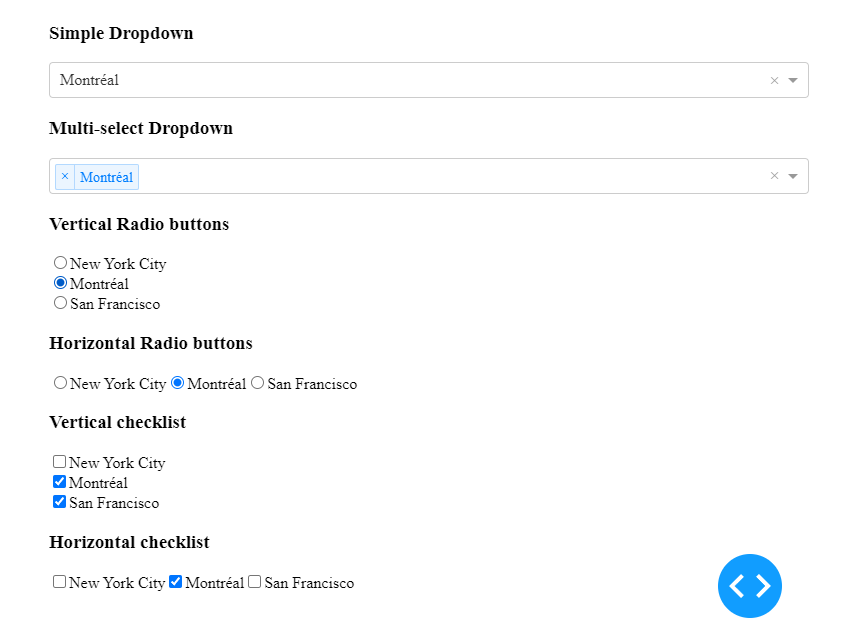 Simple Dropdown
Montréal
Multi-select Dropdown
× Montréal
Vertical Radio buttons
New York City
Montréal
San Francisco
Horizontal Radio buttons
New York City Montréal San Francisco
Vertical checklist
New York City
Montréal
San Francisco
Horizontal checklist
New York City Montréal San Francisco